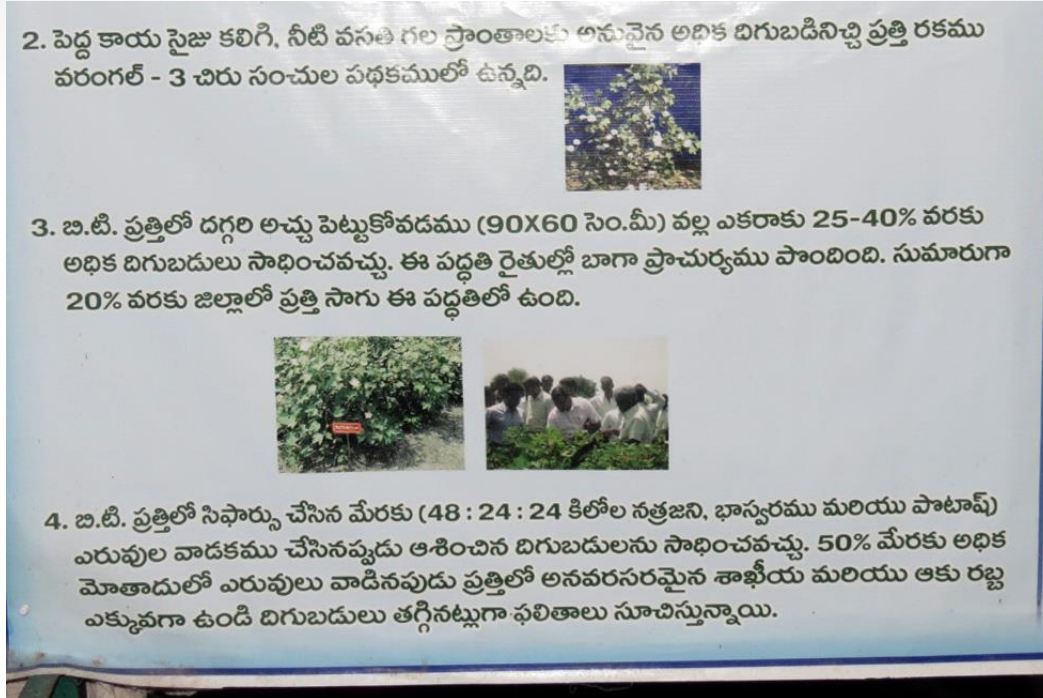 2. పెద్ద కాయ సైజు కలిగి, నీటి వసతి గల ప్రాంతాలకు అనువైన అధిక దిగుబడినిచ్చి ప్రత్తి రకము
వరంగల్ - 3 చిరు సంచుల పథకములో ఉన్నది.
3. బి.టి. ప్రత్తిలో దగ్గరి అచ్చు పెట్టుకోవడము (90X60 సెం.మీ) వల్ల ఎకరాకు 25-40% వరకు
అధిక దిగుబడులు సాధించవచ్చు. ఈ పద్ధతి రైతుల్లో బాగా ప్రాచుర్యము పొందింది. సుమారుగా
20% వరకు జిల్లాలో ప్రత్తి సాగు ఈ పద్ధతిలో ఉంది.
4. బి.టి. ప్రత్తిలో సిఫార్సు చేసిన మేరకు (48 : 24 : 24 కిలోల నత్రజని, భాస్వరము మరియు పొటాష్)
ఎరువుల వాడకము చేసినప్పుడు ఆశించిన దిగుబడులను సాధించవచ్చు. 50% మేరకు అధిక
మోతాదులో ఎరువులు వాడినపుడు ప్రత్తిలో అనవరసరమైన శాఖీయ మరియు ఆకు రబ్బ
ఎక్కువగా ఉండి దిగుబడులు తగ్గినట్లుగా ఫలితాలు సూచిస్తున్నాయి.